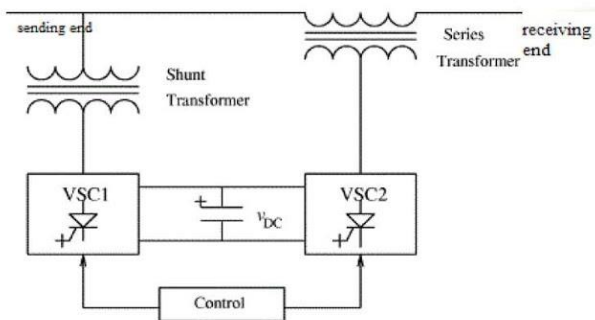 sending end
Series
Transformer
receiving
end
Shunt
Transformer
VSC1
VSC2
+
VDC
+
+
Control